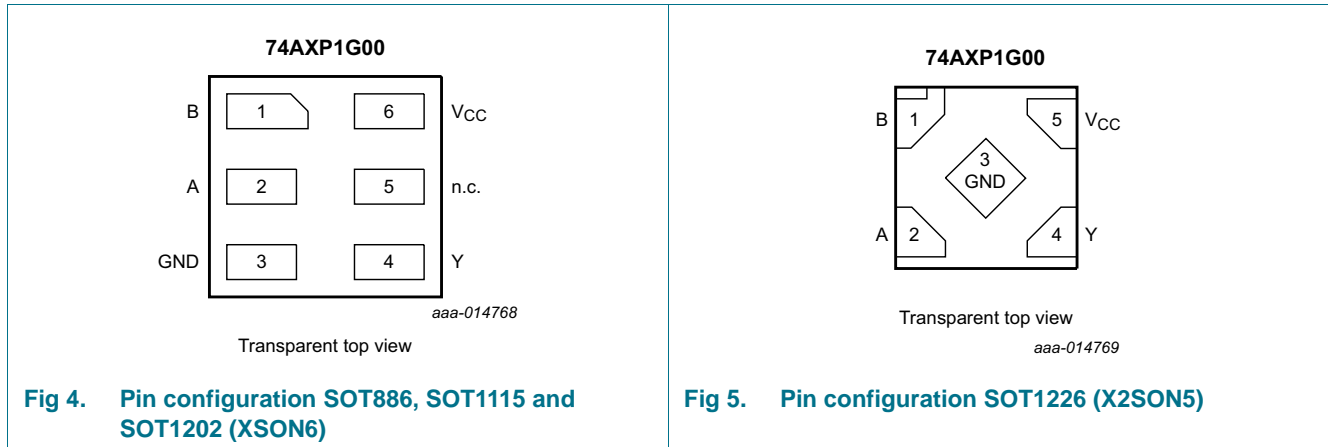 74AXP1G00
B 1 6 VCC
A 2 5 n.c.
GND 3 4 Y
aaa-014768
Transparent top view
Fig 4. Pin configuration SOT886, SOT1115 and
SOT1202 (XSON6)
74AXP1G00
B 1 5 VCC
3
GND
A 2 4 Y
Transparent top view
aaa-014769
Fig 5. Pin configuration SOT1226 (X2SON5)